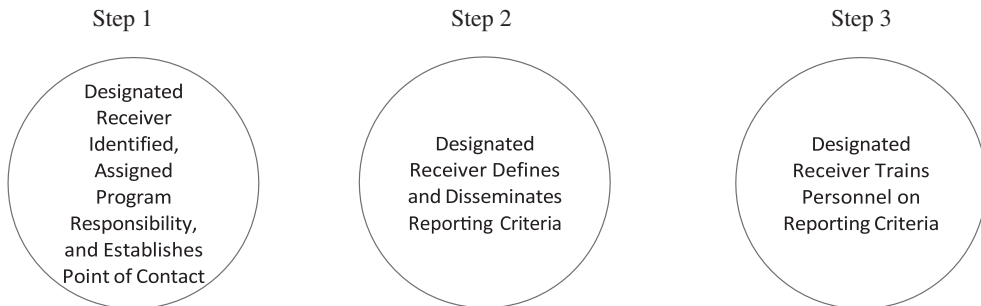 Step 1
Step 2
Step 3
Designated
Receiver
Identified,
Assigned
Program
Responsibility,
and Establishes
Point of Contact
Designated
Receiver Defines
and Disseminates
Reporting Criteria
Designated
Receiver Trains
Personnel on
Reporting Criteria